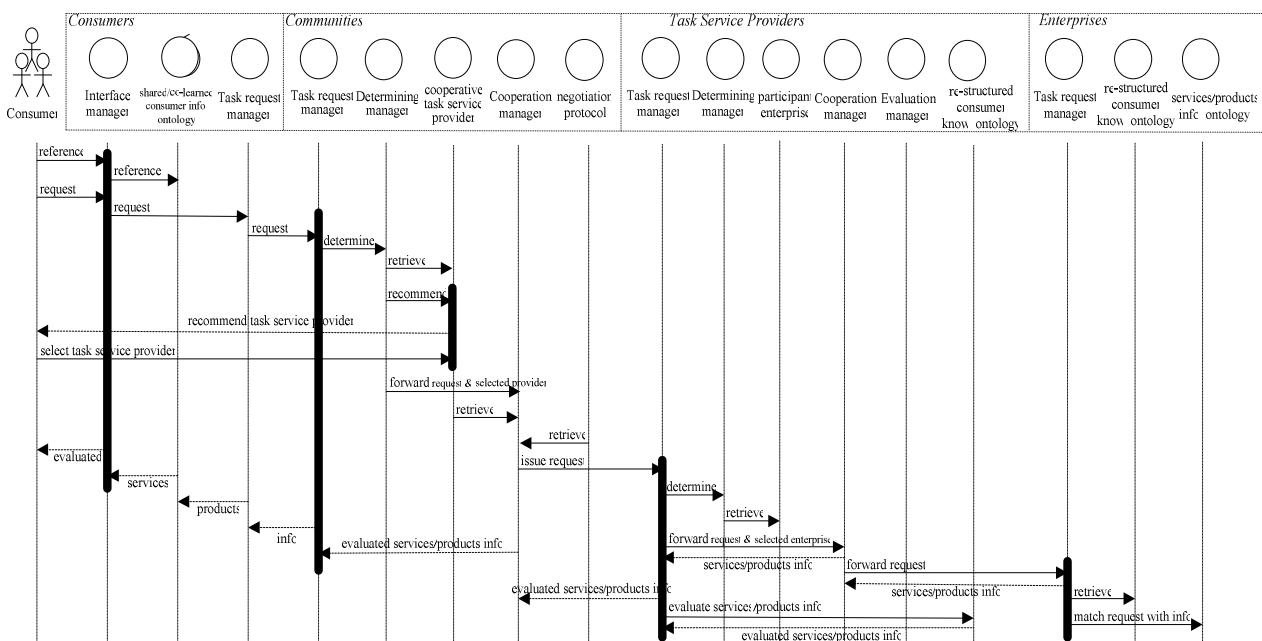 Consumers
Communities
Task Service Providers
Enterprises
Consumer
Interface
manager
shared/co-learned
consumer info
ontology
Task request
manager
Task request
manager
Determining
manager
cooperative
task service
provider
Cooperation
manager
negotiation
protocol
Task request
manager
Determining
manager
participant
enterprise
Cooperation
manager
Evaluation
manager
re-structured
consumer
know. ontology
Task request
manager
re-structured
consumer
know. ontology
services/products
info. ontology
reference
reference
request
request
request
determine
retrieve
recommend
recommend task service provider
select task service provider
forward request & selected provider
retrieve
retrieve
evaluated
issue request
services
determine
products
retrieve
info
forward request & selected enterprise
evaluated services/products info
services/products info
forward request
services/products info
evaluated services/products info
retrieve
evaluate services/products info
match request with info
evaluated services/products info